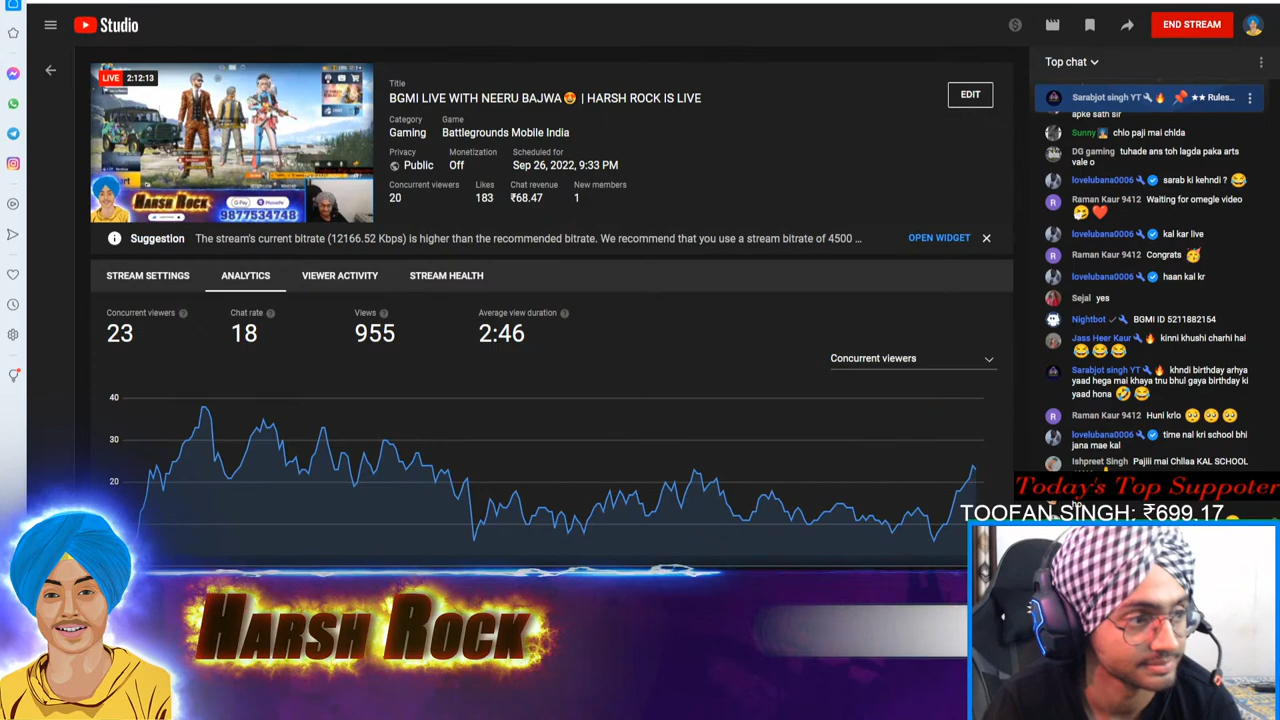 Studio
END STREAM
LIVE 2:12:13
HARSH ROCK
G Pay
9877534748
Title
BGMI LIVE WITH NEERU BAJWA😍 | HARSH ROCK IS LIVE
EDIT
Category Game
Gaming Battlegrounds Mobile India
Privacy Monetization Scheduled for
Public Off Sep 26, 2022, 9:33 PM
Concurrent viewers Likes Chat revenue New members
20 183 ₹68.47 1
Suggestion The stream's current bitrate (12166.52 Kbps) is higher than the recommended bitrate. We recommend that you use a stream bitrate of 4500 ...
OPEN WIDGET
STREAM SETTINGS ANALYTICS VIEWER ACTIVITY STREAM HEALTH
Concurrent viewers Chat rate Views Average view duration
23 18 955 2:46
Concurrent viewers
40
30
20
HARSH ROCK
Top chat
Sarabjot singh YT 🔥 📌 ★★ Rules...
apke sath sir
Sunny chlo paji mai chlda
DG gaming tuhade ans toh lagda paka arts
vale o
lovelubana0006 sarab ki kehndi ? 😂
Raman Kaur 9412 Waiting for omegle video
🤧❤️
lovelubana0006 kal kar live
Raman Kaur 9412 Congrats 🥳
lovelubana0006 haan kal kr
Sejal yes
Nightbot BGMI ID 5211882154
Jass Heer Kaur 🔥 kinni khushi charhi hai
😂😂😂
Sarabjot singh YT 🔥 khndi birthday arhya
yaad hega mai khaya tnu bhul gaya birthday ki
yaad hona 🤣😂
Raman Kaur 9412 Huni krlo 🥺🥺🥺
lovelubana0006 time nal kri school bhi
jana mae kal
Ishpreet Singh Pajiii mai Chllaa KAL SCHOOL
Today's Top Suppoter
TOOFAN SINGH: ₹699.17